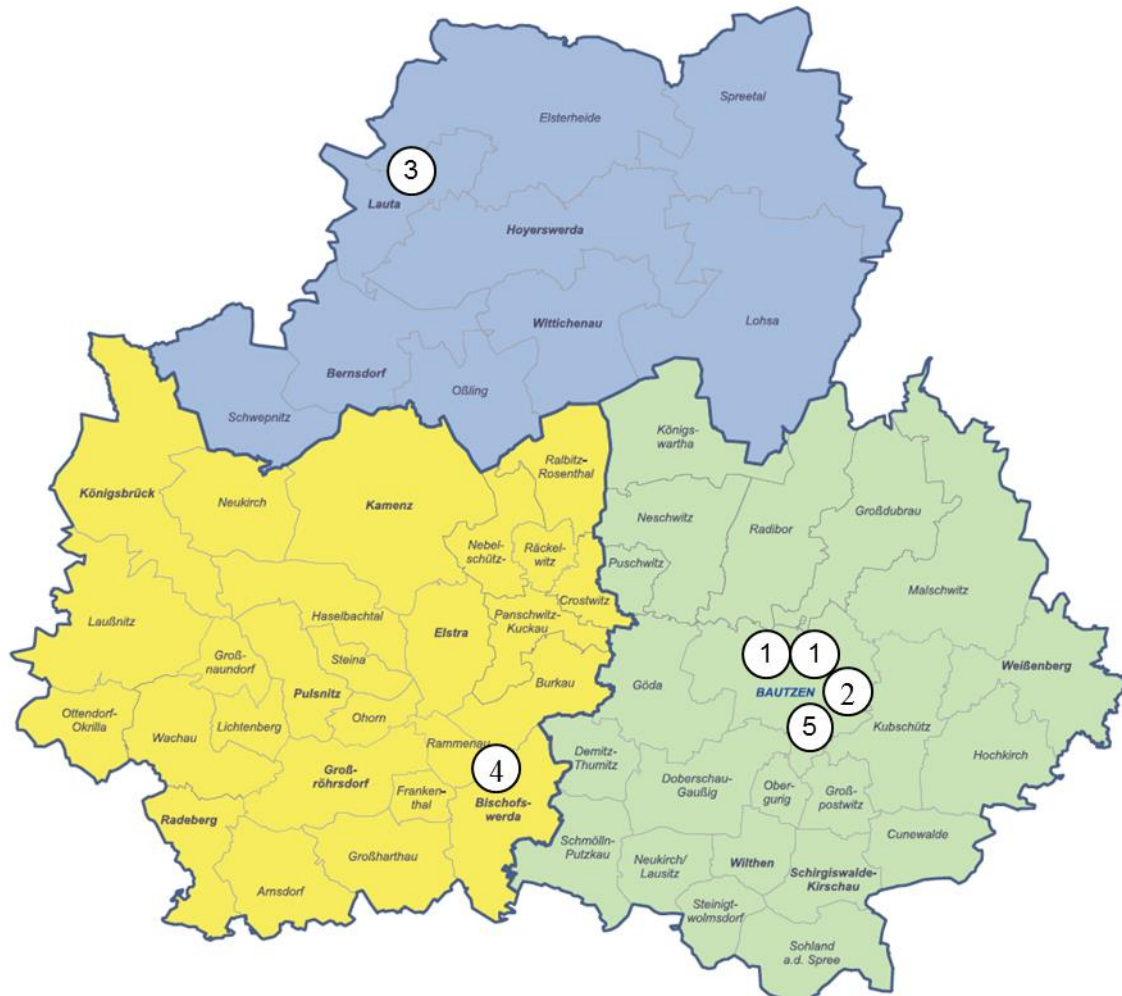 Spreetal
Elsterheide
3
Lauta
Hoyerswerda
Wittichenau
Lohsa
Bernsdorf
Oßling
Schwepnitz
Königs-
wartha
Ralbitz-
Rosenthal
Königsbrück
Neukirch
Kamenz
Neschwitz
Radibor
Großdubrau
Nebel-
schütz-
Räckel-
witz
Puschwitz
Malschwitz
Crostwitz
Haselbachtal
Panschwitz-
Kuckau
Laußnitz
Elstra
Groß-
naundorf
Steina
1
1
Weißenberg
Pulsnitz
Burkau
Göda
BAUTZEN
2
Ottendorf-
Okrilla
Lichtenberg
Ohorn
5
Kubschütz
Wachau
Rammenau
4
Demitz-
Thumitz
Hochkirch
Groß-
röhrsdorf
Franken-
thal
Bischofs-
werda
Doberschau-
Gaußig
Ober-
gurig
Groß-
postwitz
Radeberg
Cunewalde
Großharthau
Schmölln-
Putzkau
Neukirch/
Lausitz
Wilthen
Schirgiswalde-
Kirschau
Arnsdorf
Steinigt-
wolmsdorf
Sohland
a.d. Spree